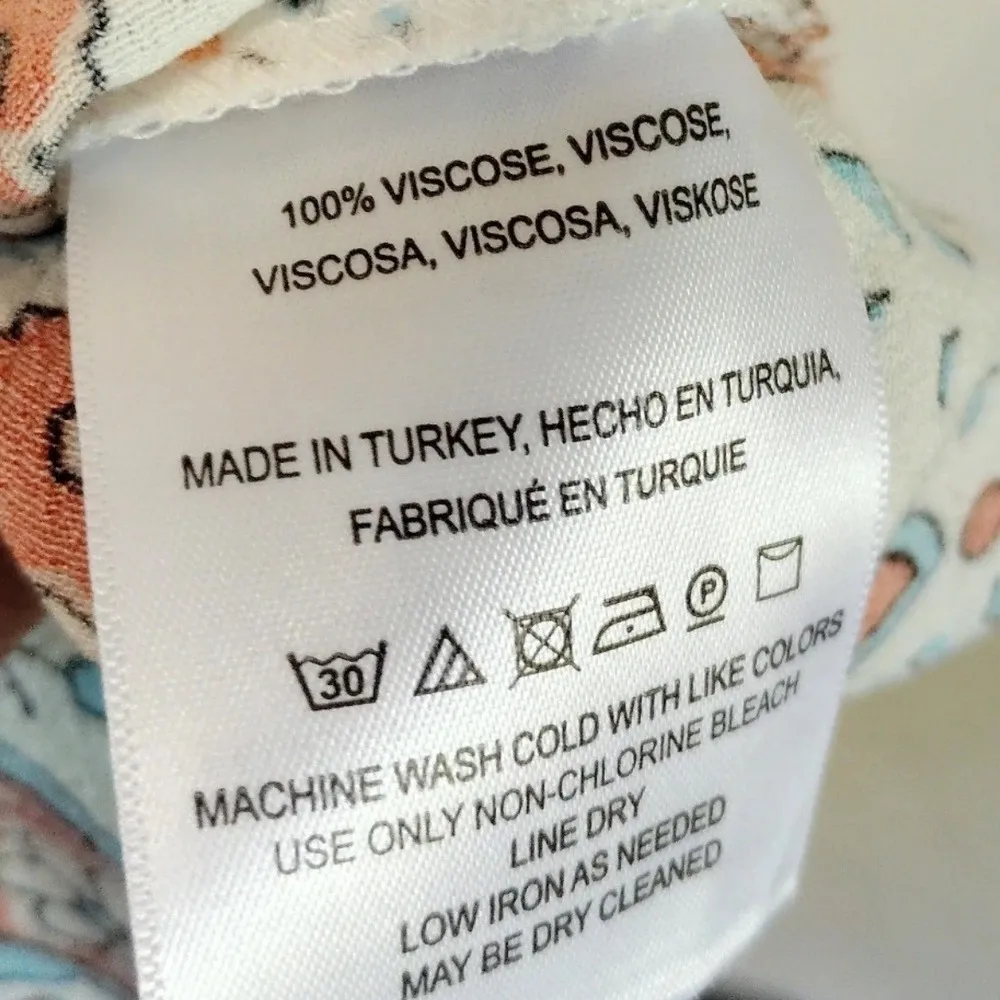 100% VISCOSE, VISCOSE,
VISCOSA, VISCOSA, VISKOSE
MADE IN TURKEY, HECHO EN TURQUIA,
FABRIQUÉ EN TURQUIE
30 P
MACHINE WASH COLD WITH LIKE COLORS
USE ONLY NON-CHLORINE BLEACH
LINE DRY
LOW IRON AS NEEDED
MAY BE DRY CLEANED